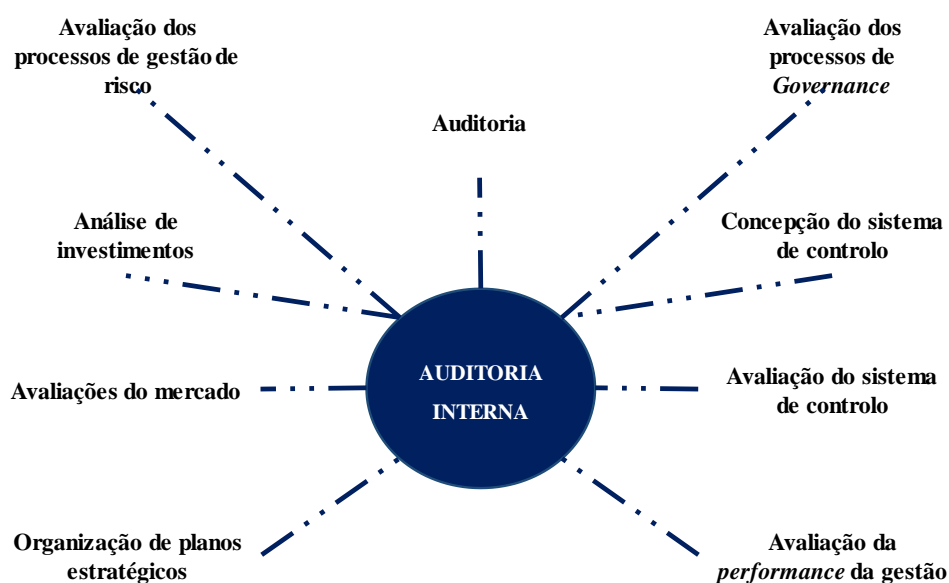 Avaliação dos
processos de gestão de
risco
Avaliação dos
processos de
Governance
Auditoria
Análise de
investimentos
Concepção do sistema
de controlo
AUDITORIA
INTERNA
Avaliações do mercado
Avaliação do sistema
de controlo
Organização de planos
estratégicos
Avaliação da
performance da gestão